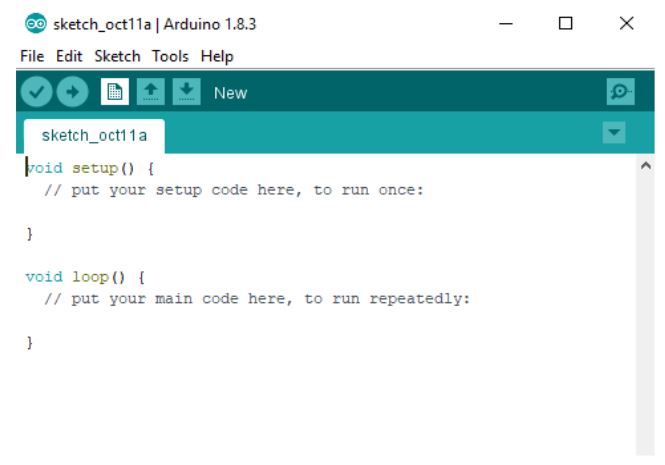 sketch_oct11a | Arduino 1.8.3
File Edit Sketch Tools Help
New
sketch_oct11a
void setup() {
  // put your setup code here, to run once:
}
void loop() {
  // put your main code here, to run repeatedly:
}